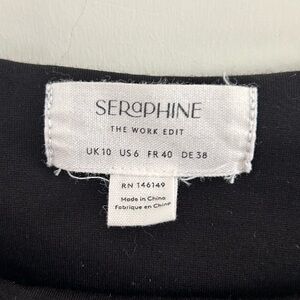 SERaPHINE
THE WORK EDIT
UK 10 US 6 FR 40 DE 38
RN 146149
Made in China
Fabrique en Chine